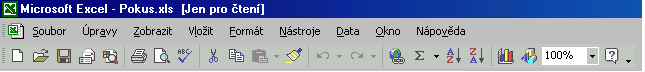 Microsoft Excel - Pokus.xls [Jen pro čtení]
Soubor Úpravy Zobrazit Vložit Formát Nástroje Data Okno Nápověda
100%